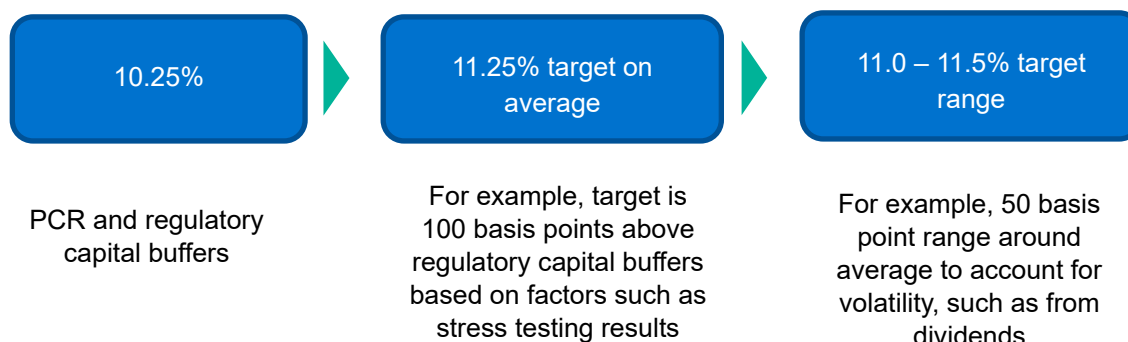 10.25%
11.25% target on
average
11.0 – 11.5% target
range
PCR and regulatory
capital buffers
For example, target is
100 basis points above
regulatory capital buffers
based on factors such as
stress testing results
For example, 50 basis
point range around
average to account for
volatility, such as from
dividends